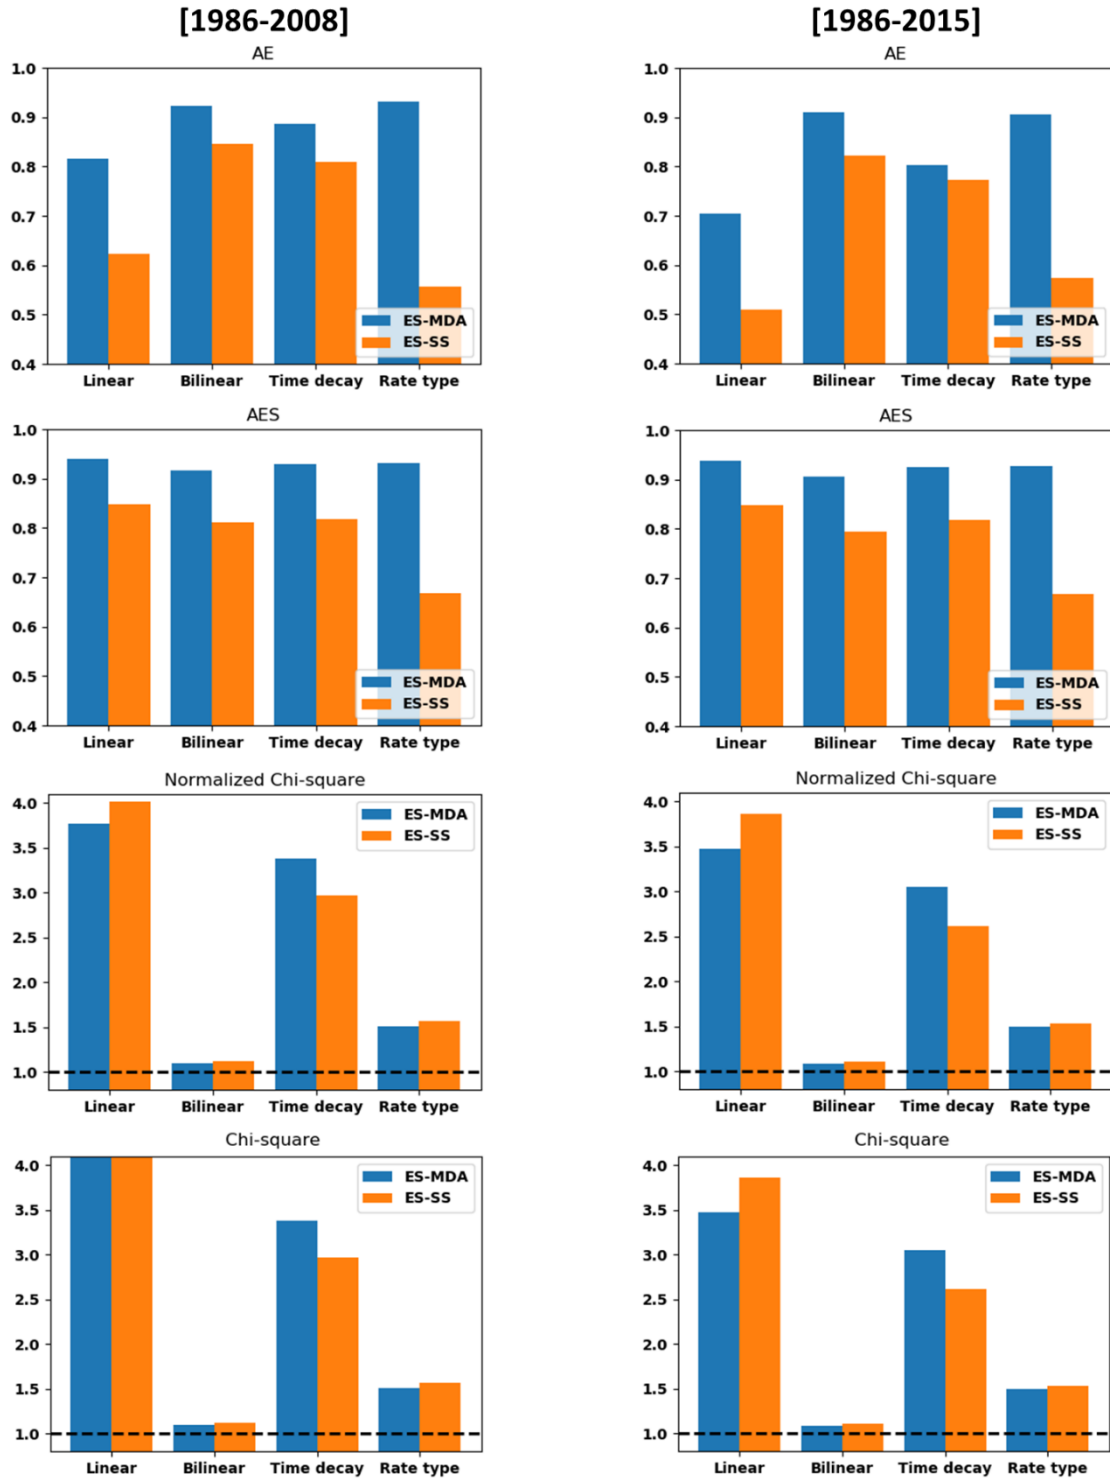 [1986-2008]
[1986-2015]
AE
1.0
0.9
0.8
0.7
0.6
0.5
0.4
ES-MDA
ES-SS
Linear Bilinear Time decay Rate type
AE
1.0
0.9
0.8
0.7
0.6
0.5
0.4
ES-MDA
ES-SS
Linear Bilinear Time decay Rate type
AES
1.0
0.9
0.8
0.7
0.6
0.5
0.4
ES-MDA
ES-SS
Linear Bilinear Time decay Rate type
AES
1.0
0.9
0.8
0.7
0.6
0.5
0.4
ES-MDA
ES-SS
Linear Bilinear Time decay Rate type
Normalized Chi-square
4.0
3.5
3.0
2.5
2.0
1.5
1.0
ES-MDA
ES-SS
Linear Bilinear Time decay Rate type
Normalized Chi-square
4.0
3.5
3.0
2.5
2.0
1.5
1.0
ES-MDA
ES-SS
Linear Bilinear Time decay Rate type
Chi-square
4.0
3.5
3.0
2.5
2.0
1.5
1.0
ES-MDA
ES-SS
Linear Bilinear Time decay Rate type
Chi-square
4.0
3.5
3.0
2.5
2.0
1.5
1.0
ES-MDA
ES-SS
Linear Bilinear Time decay Rate type